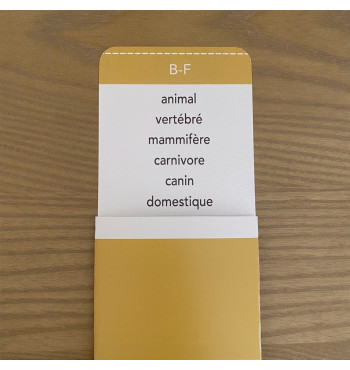 B-F
animal
vertébré
mammifère
carnivore
canin
domestique